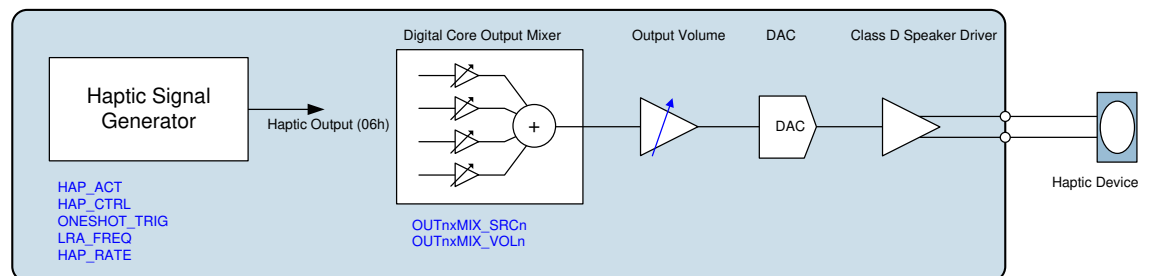 Digital Core Output Mixer
Output Volume
DAC
Class D Speaker Driver
Haptic Signal
Generator
Haptic Output (06h)
+
DAC
Haptic Device
HAP_ACT
HAP_CTRL
ONESHOT_TRIG
LRA_FREQ
HAP_RATE
OUTnxMIX_SRCn
OUTnxMIX_VOLn